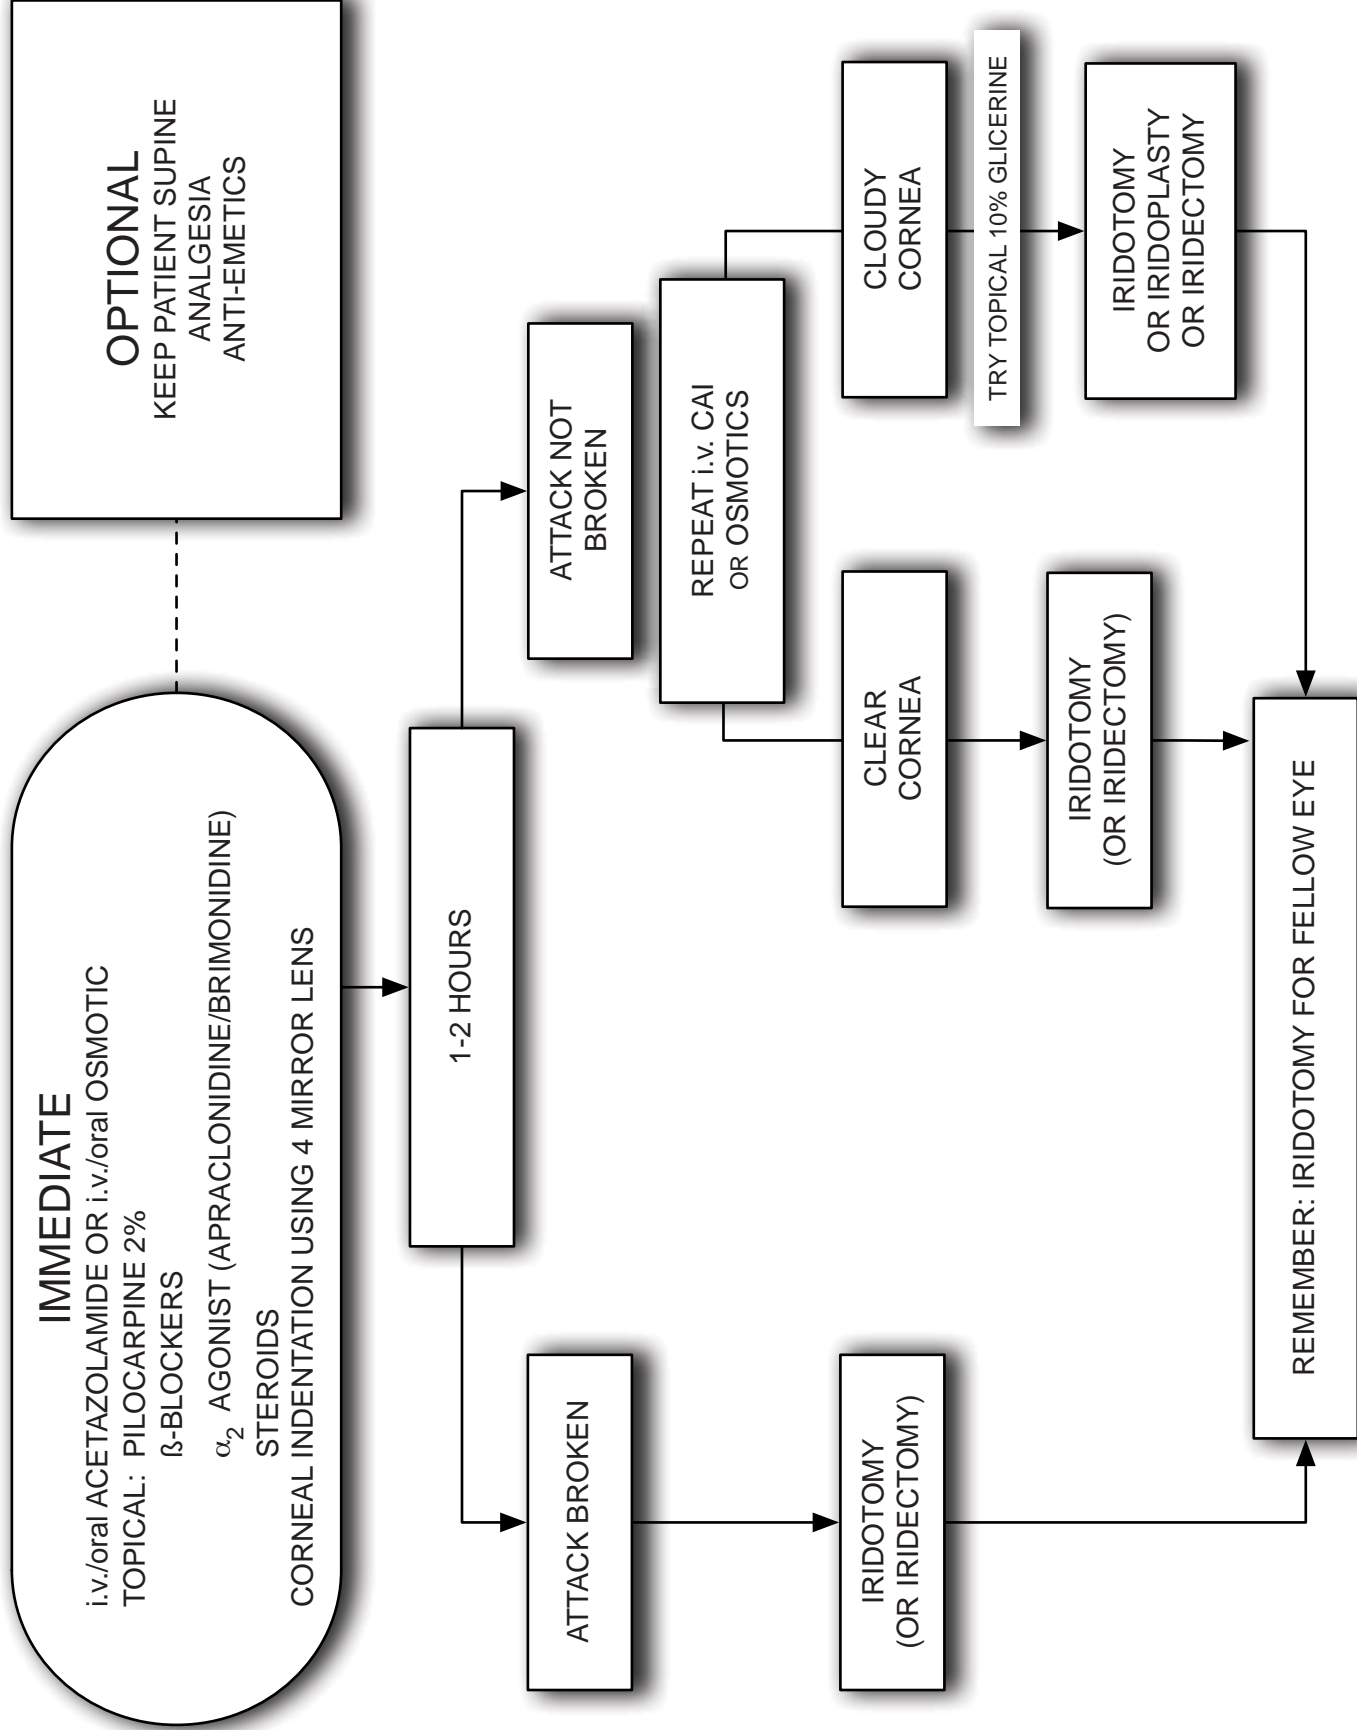 IMMEDIATE
i.v./oral ACETAZOLAMIDE OR i.v./oral OSMOTIC
TOPICAL: PILOCARPINE 2%
ß-BLOCKERS
α2 AGONIST (APRACLONIDINE/BRIMONIDINE)
STEROIDS
CORNEAL INDENTATION USING 4 MIRROR LENS
OPTIONAL
KEEP PATIENT SUPINE
ANALGESIA
ANTI-EMETICS
1-2 HOURS
ATTACK BROKEN
ATTACK NOT
BROKEN
REPEAT i.v. CAI
OR OSMOTICS
IRIDOTOMY
(OR IRIDECTOMY)
CLEAR
CORNEA
CLOUDY
CORNEA
TRY TOPICAL 10% GLICERINE
IRIDOTOMY
(OR IRIDECTOMY)
IRIDOTOMY
OR IRIDOPLASTY
OR IRIDECTOMY
REMEMBER: IRIDOTOMY FOR FELLOW EYE